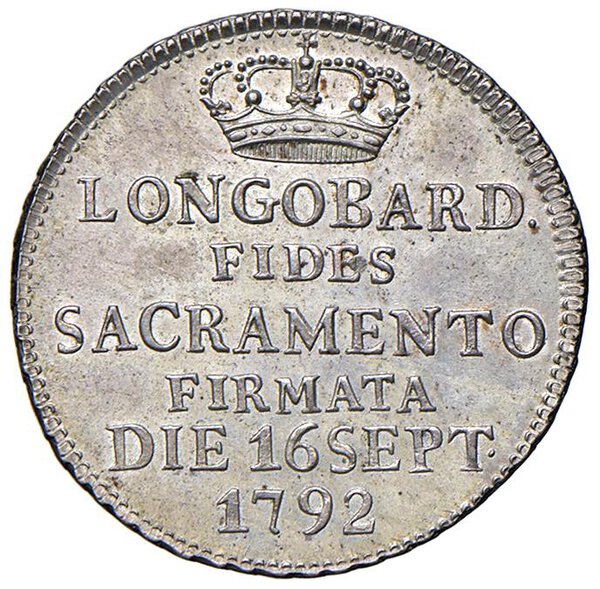 LONGOBARD.
FIDES
SACRAMENTO
FIRMATA
DIE 16 SEPT.
1792